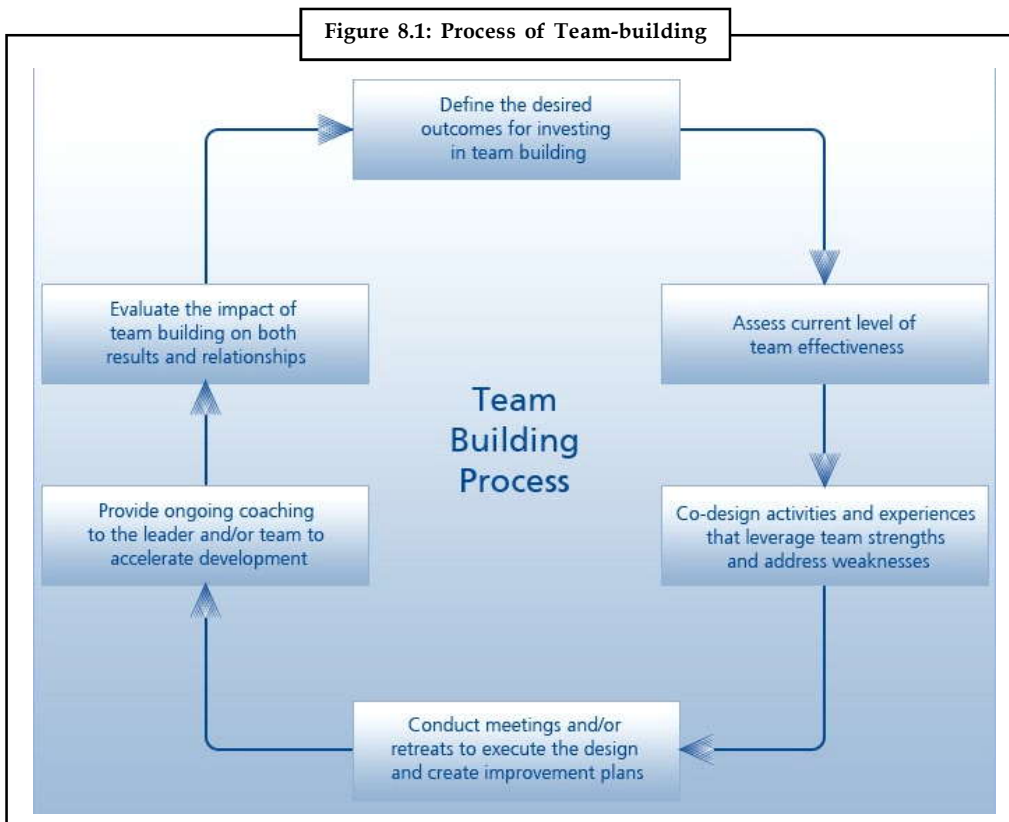 Figure 8.1: Process of Team-building
Define the desired
outcomes for investing
in team building
Assess current level of
team effectiveness
Co-design activities and experiences
that leverage team strengths
and address weaknesses
Conduct meetings and/or
retreats to execute the design
and create improvement plans
Provide ongoing coaching
to the leader and/or team to
accelerate development
Evaluate the impact of
team building on both
results and relationships
Team
Building
Process